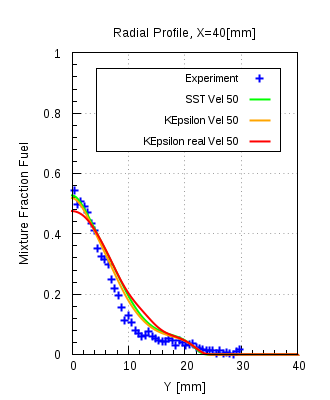 Radial Profile, X=40[mm]
Experiment
SST Vel 50
KEpsilon Vel 50
KEpsilon real Vel 50
Mixture Fraction Fuel
1
0.8
0.6
0.4
0.2
0
0 10 20 30 40
Y [mm]